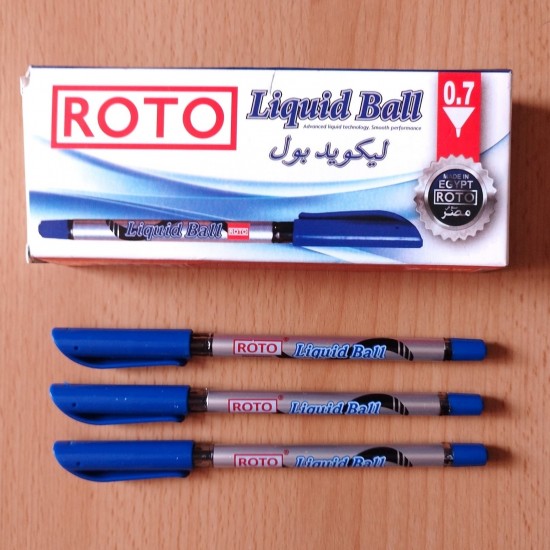 ROTO
Liquid Ball
Advanced liquid technology, Smooth performance
ليكويد بول
0.7
MADE IN
EGYPT
ROTO
مصر
Liquid Ball ROTO
ROTO Liquid Ball
ROTO Liquid Ball
ROTO Liquid Ball